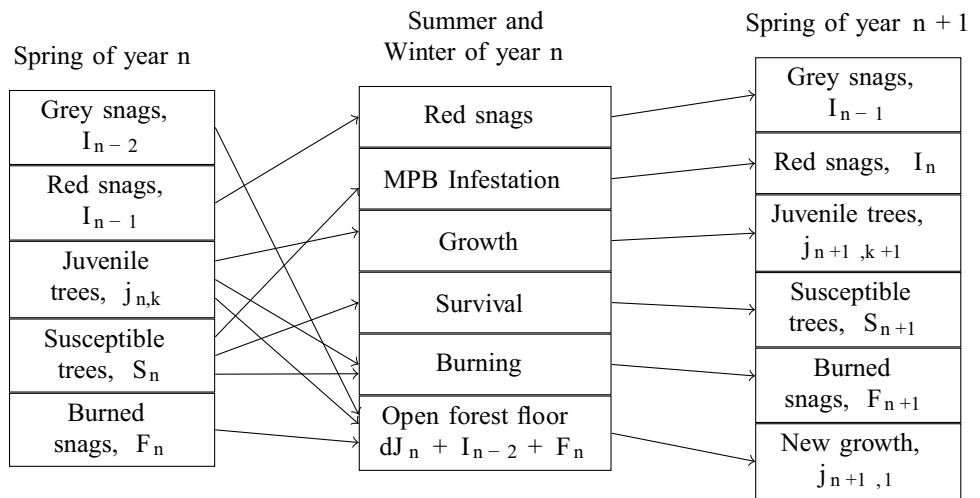 Spring of year n
Grey snags,
I n − 2
Red snags,
I n − 1
Juvenile
trees, j n,k
Susceptible
trees, S n
Burned
snags, F n
Summer and
Winter of year n
Red snags
MPB Infestation
Growth
Survival
Burning
Open forest floor
dJ n + I n − 2 + F n
Spring of year n + 1
Grey snags,
I n − 1
Red snags, I n
Juvenile trees,
j n+1 ,k+1
Susceptible
trees, S n+1
Burned
snags, F n+1
New growth,
j n+1 ,1